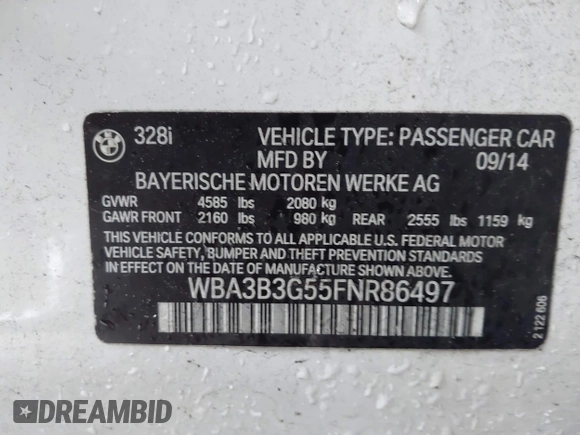 BMW
328i VEHICLE TYPE: PASSENGER CAR
MFD BY 09/14
BAYERISCHE MOTOREN WERKE AG
GVWR 4585 lbs 2080 kg
GAWR FRONT 2160 lbs 980 kg REAR 2555 lbs 1159 kg
THIS VEHICLE CONFORMS TO ALL APPLICABLE U.S. FEDERAL MOTOR
VEHICLE SAFETY, BUMPER AND THEFT PREVENTION STANDARDS IN
EFFECT ON THE DATE OF MANUFACTURE SHOWN ABOVE.
WBA3B3G55FNR86497
2 122 606
DREAMBID